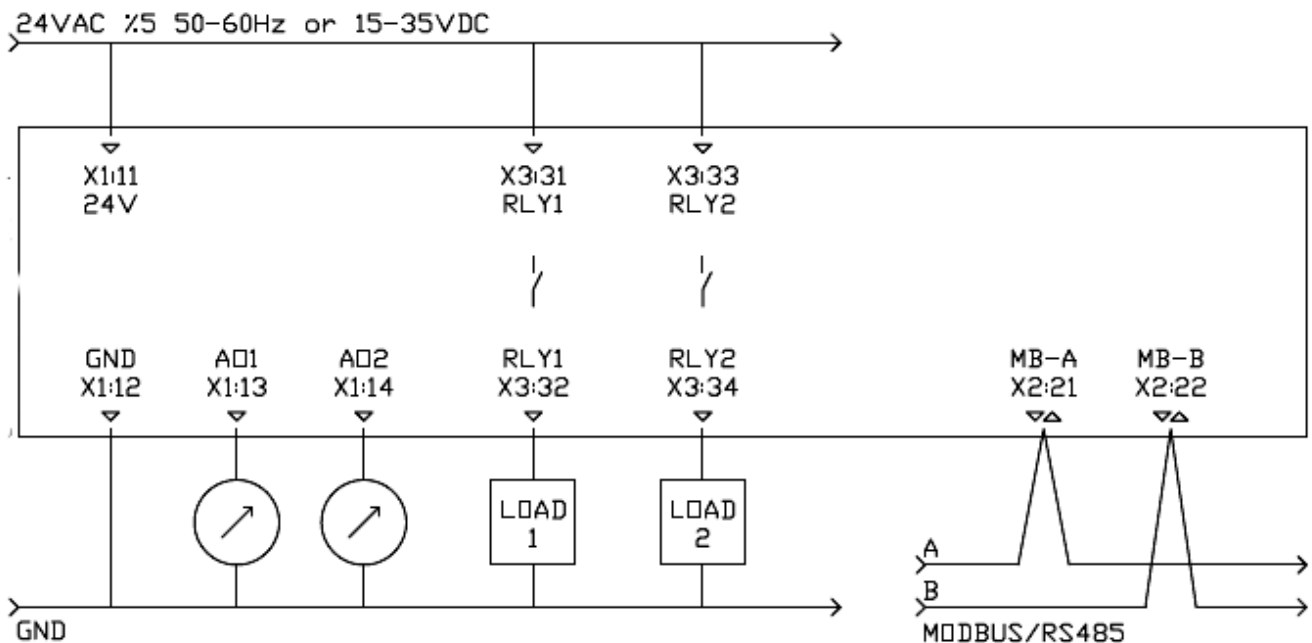 24VAC %5 50-60Hz or 15-35VDC
X1:11 X3:31 X3:33
24V RLY1 RLY2
GND AO1 AO2 RLY1 RLY2 MB-A MB-B
X1:12 X1:13 X1:14 X3:32 X3:34 X2:21 X2:22
LOAD LOAD
1 2
A
B
GND MODBUS/RS485